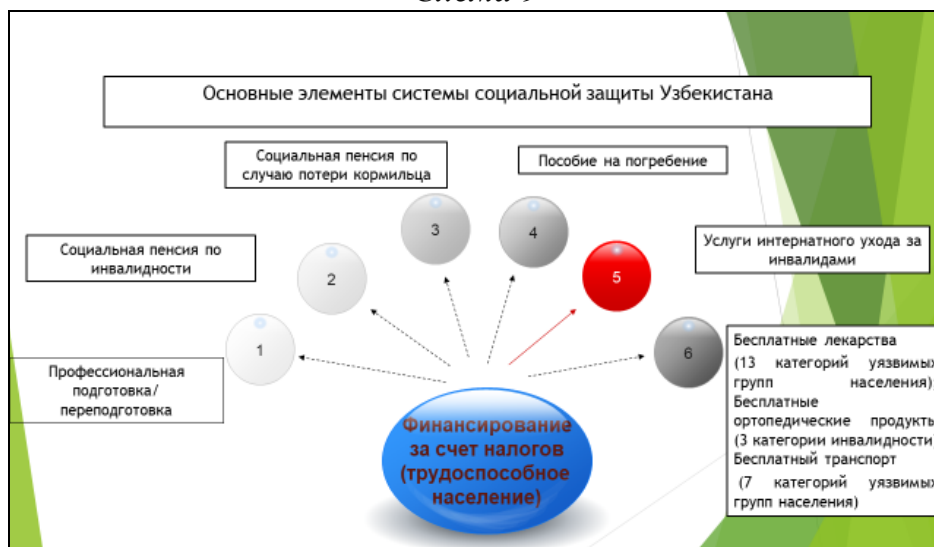 Основные элементы системы социальной защиты Узбекистана
Социальная пенсия по
случаю потери кормильца
Пособие на погребение
Социальная пенсия по
инвалидности
Услуги интернатного ухода за
инвалидами
Профессиональная
подготовка/
переподготовка
1
2
3
4
5
6
Бесплатные лекарства
(13 категорий уязвимых
групп населения)
Бесплатные
ортопедические продукты
(3 категории инвалидности
Бесплатный транспорт
(7 категорий уязвимых
групп населения)
Финансирование
за счет налогов
(трудоспособное
население)